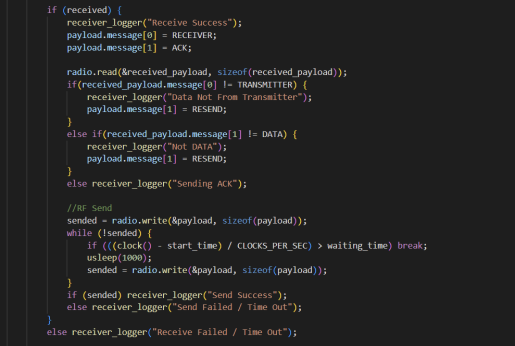 if (received) {
receiver_logger("Receive Success");
payload.message[0] = RECEIVER;
payload.message[1] = ACK;
radio.read(&received_payload, sizeof(received_payload));
if(received_payload.message[0] != TRANSMITTER) {
receiver_logger("Data Not From Transmitter");
payload.message[1] = RESEND;
}
else if(received_payload.message[1] != DATA) {
receiver_logger("Not DATA");
payload.message[1] = RESEND;
}
else receiver_logger("Sending ACK");
//RF Send
sended = radio.write(&payload, sizeof(payload));
while (!sended) {
if (((clock() - start_time) / CLOCKS_PER_SEC) > waiting_time) break;
usleep(1000);
sended = radio.write(&payload, sizeof(payload));
}
if (sended) receiver_logger("Send Success");
else receiver_logger("Send Failed / Time Out");
}
else receiver_logger("Receive Failed / Time Out");